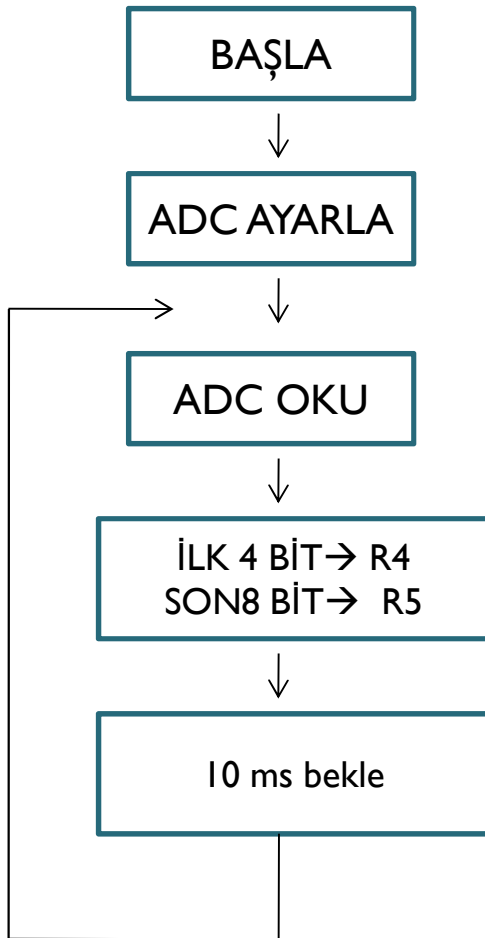 BAŞLA
ADC AYARLA
ADC OKU
İLK 4 BİT→ R4
SON8 BİT→ R5
10 ms bekle